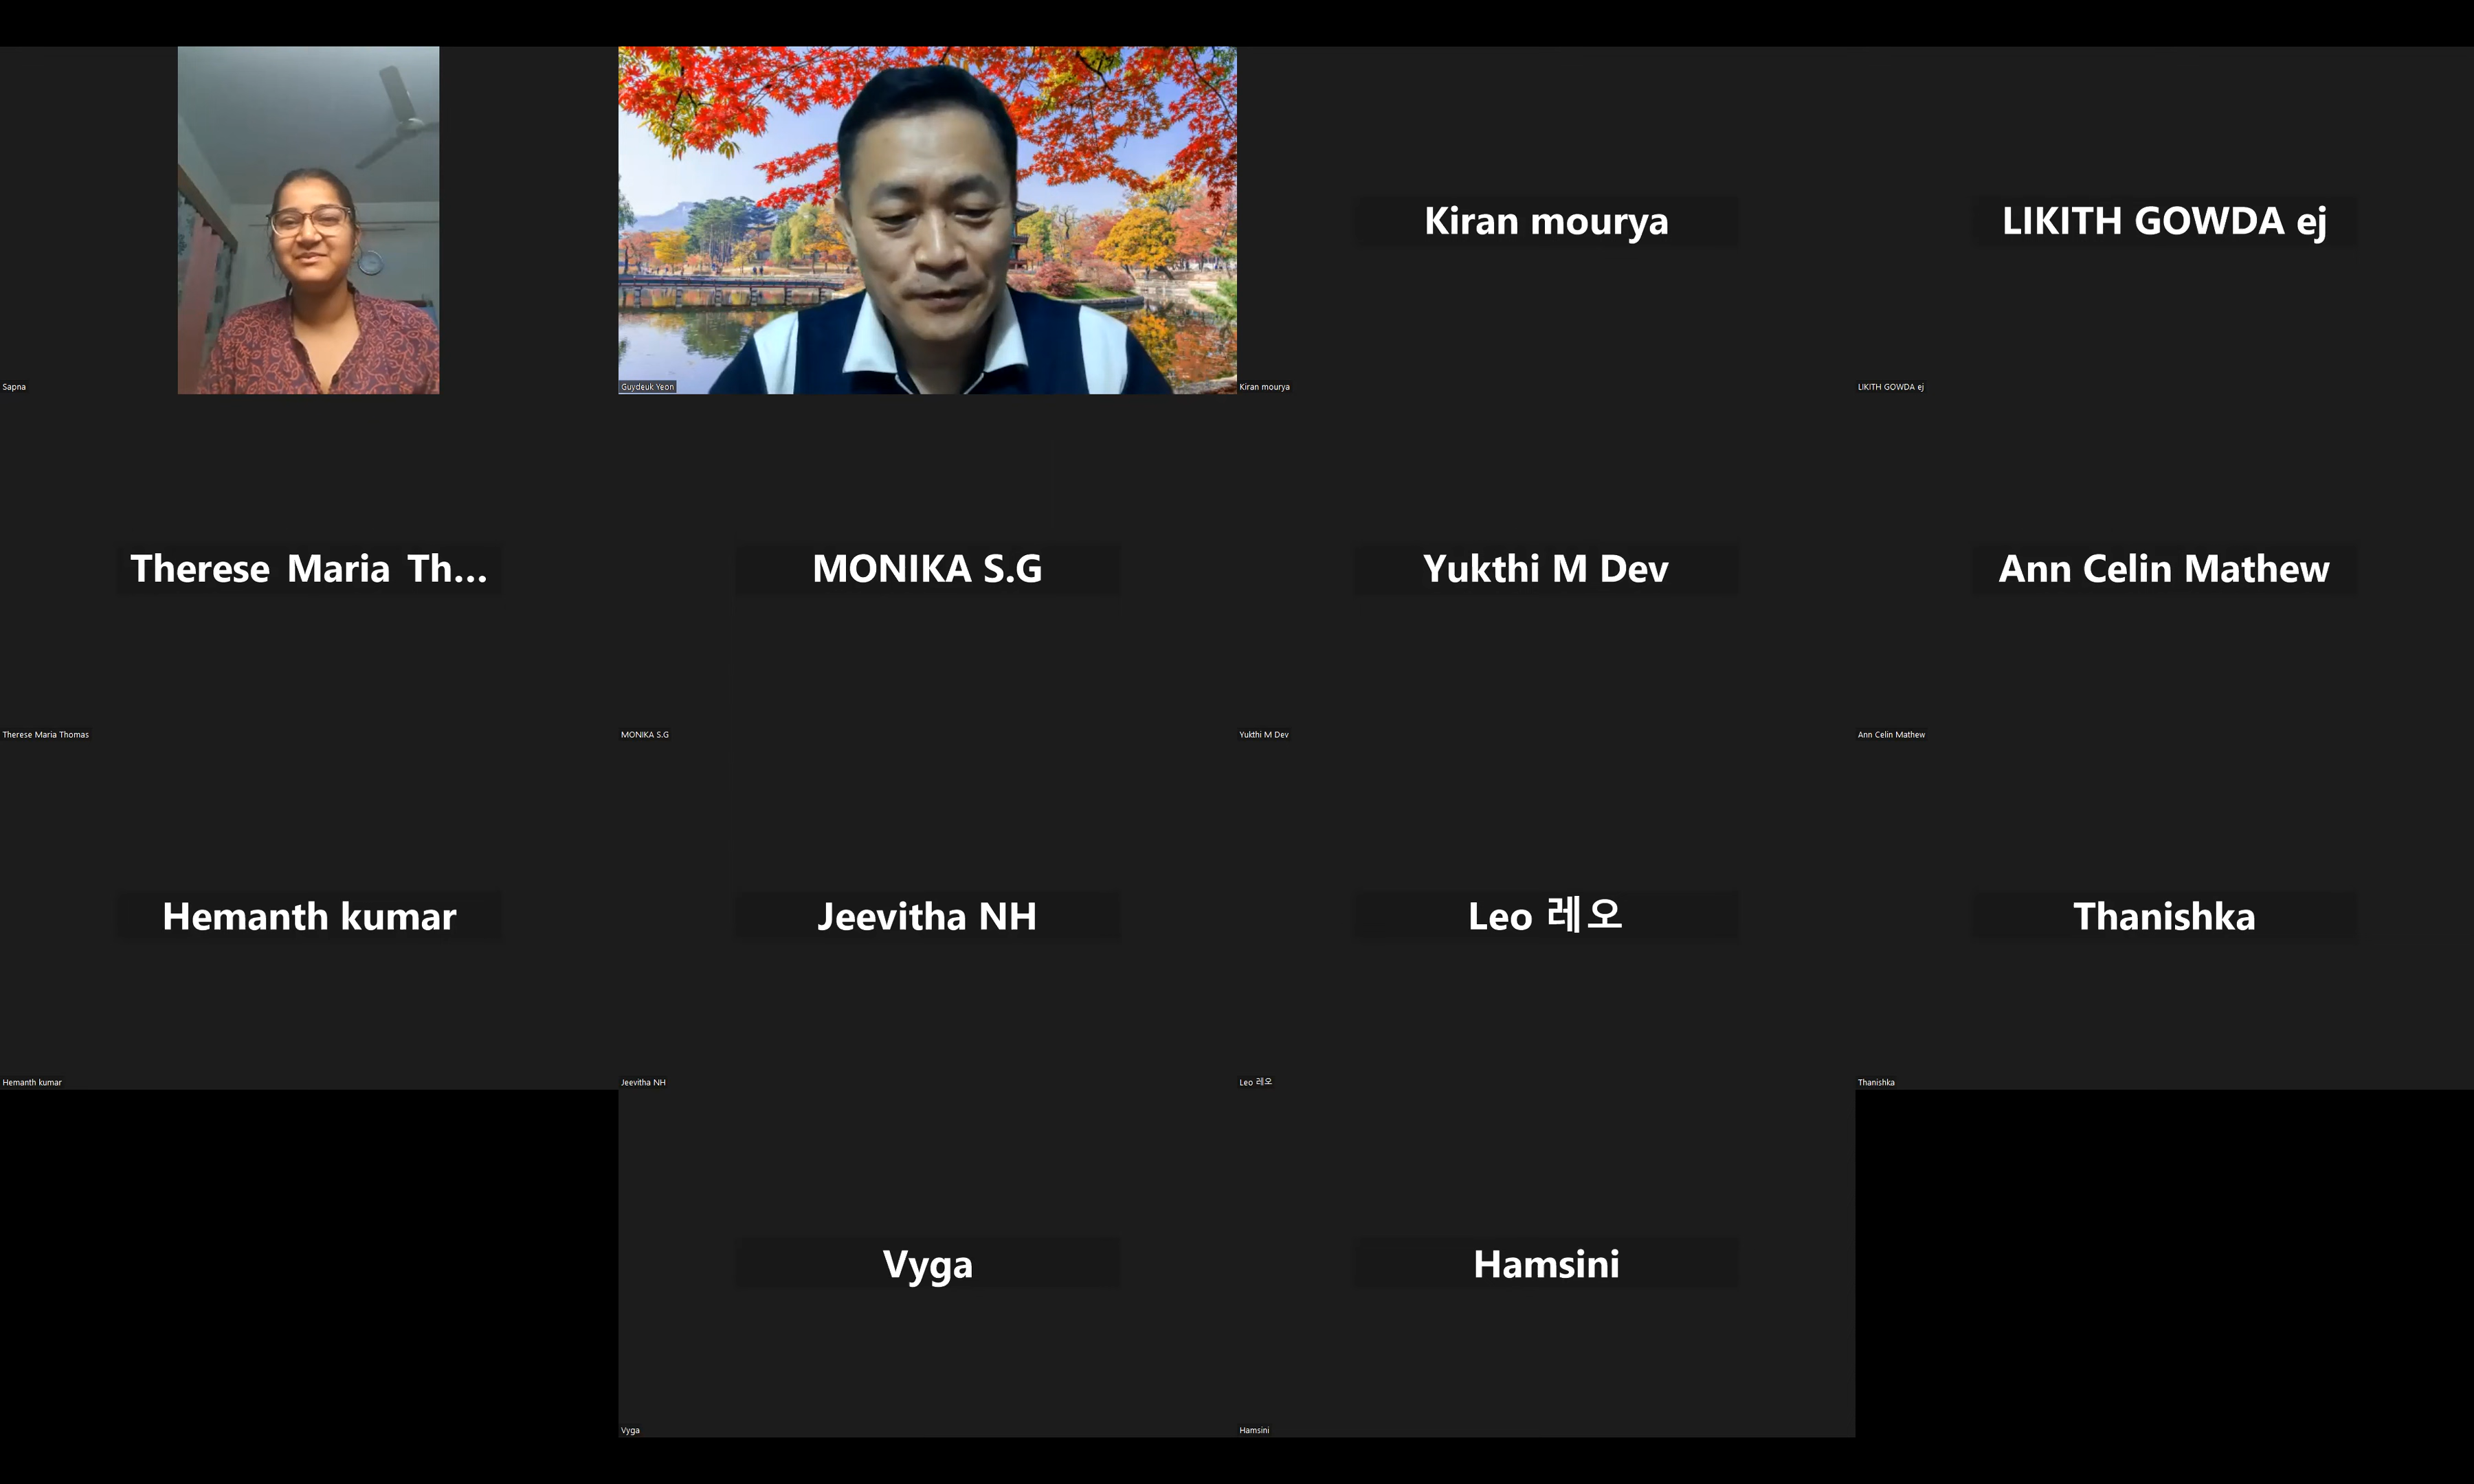 Sapna
Guydeuk Yeon
Kiran mourya
Kiran mourya
LIKITH GOWDA ej
LIKITH GOWDA ej
Therese Maria Th...
Therese Maria Thomas
MONIKA S.G
MONIKA S.G
Yukthi M Dev
Yukthi M Dev
Ann Celin Mathew
Ann Celin Mathew
Hemanth kumar
Hemanth kumar
Jeevitha NH
Jeevitha NH
Leo 레오
Leo 레오
Thanishka
Thanishka
Vyga
Vyga
Hamsini
Hamsini